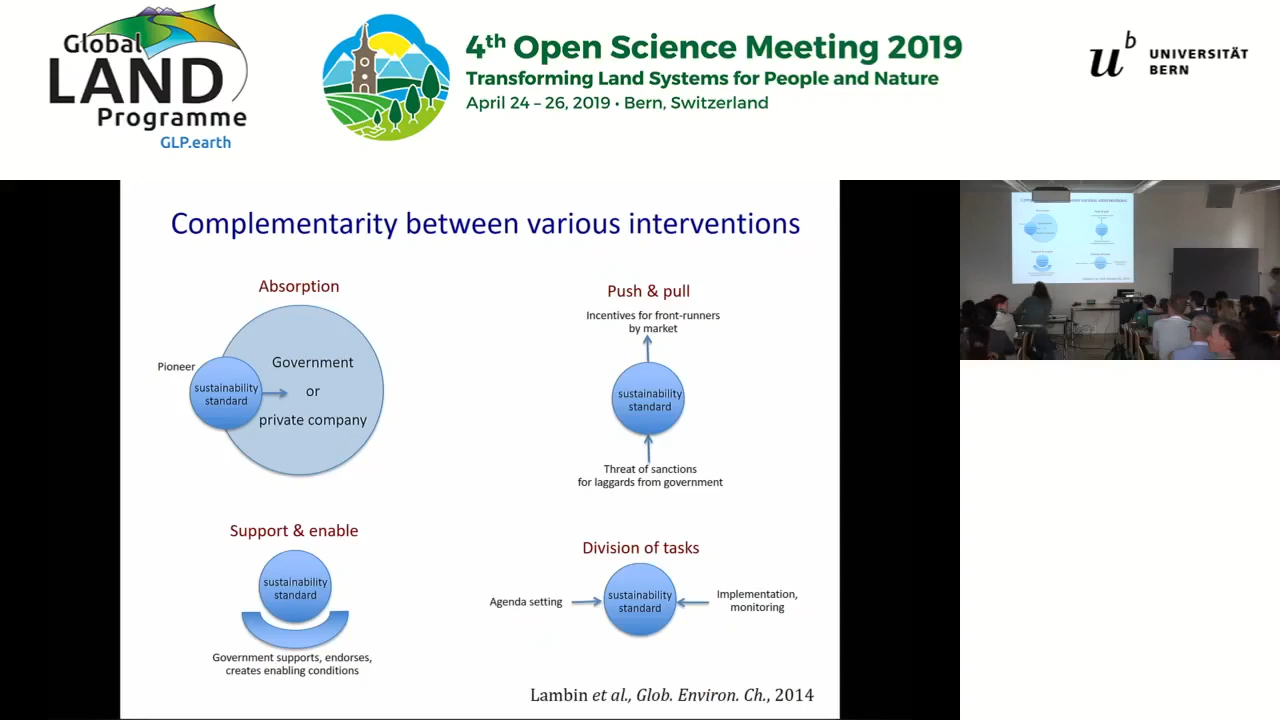 Global
LAND
Programme
GLP.earth
4th Open Science Meeting 2019
Transforming Land Systems for People and Nature
April 24 – 26, 2019 • Bern, Switzerland
u b
UNIVERSITÄT
BERN
Complementarity between various interventions
Absorption
Pioneer
sustainability
standard
Government
or
private company
Push & pull
Incentives for front-runners
by market
sustainability
standard
Threat of sanctions
for laggards from government
Support & enable
sustainability
standard
Government supports, endorses,
creates enabling conditions
Division of tasks
Agenda setting
sustainability
standard
Implementation,
monitoring
Lambin et al., Glob. Environ. Ch., 2014